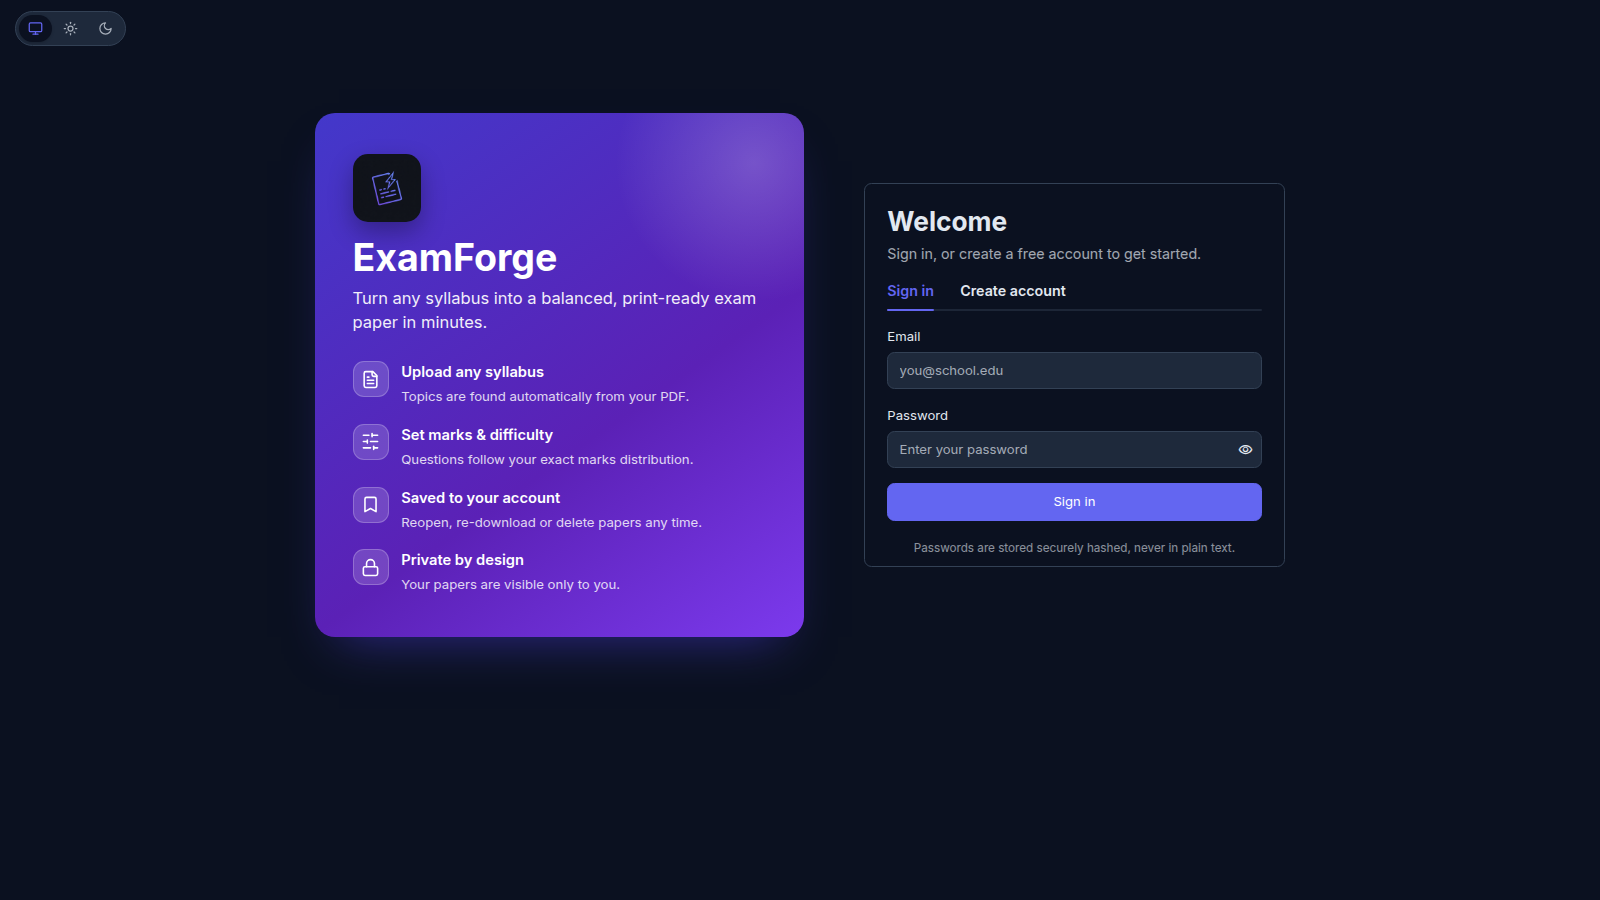 ExamForge
Turn any syllabus into a balanced, print-ready exam
paper in minutes.
Upload any syllabus
Topics are found automatically from your PDF.
Set marks & difficulty
Questions follow your exact marks distribution.
Saved to your account
Reopen, re-download or delete papers any time.
Private by design
Your papers are visible only to you.
Welcome
Sign in, or create a free account to get started.
Sign in Create account
Email
you@school.edu
Password
Enter your password
Sign in
Passwords are stored securely hashed, never in plain text.